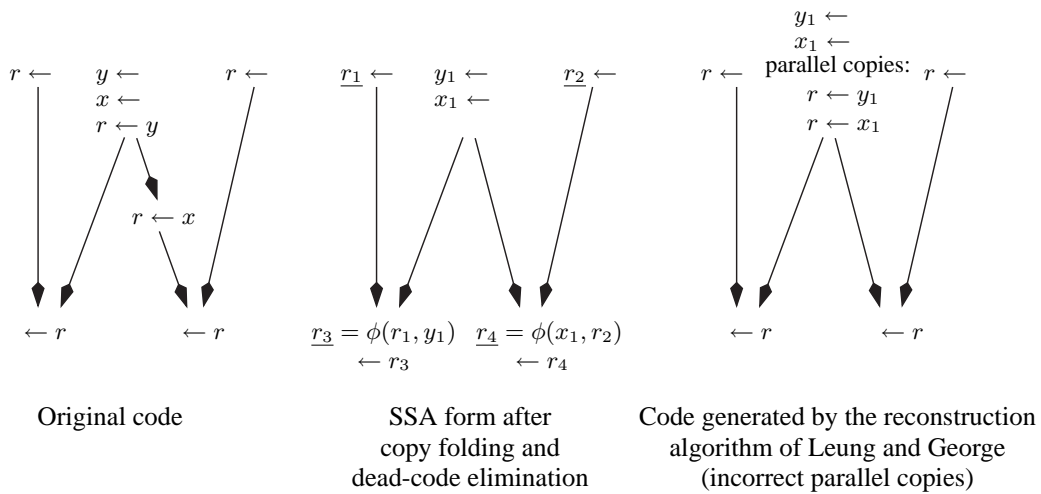 r ←
y ←
x ←
r ← y
r ←
r ← x
← r
← r
Original code
r₁ ←
y₁ ←
x₁ ←
r₂ ←
r₃ = ϕ(r₁, y₁)
← r₃
r₄ = ϕ(x₁, r₂)
← r₄
SSA form after
copy folding and
dead-code elimination
y₁ ←
x₁ ←
r ←
parallel copies:
r ←
r ← y₁
r ← x₁
← r
← r
Code generated by the reconstruction
algorithm of Leung and George
(incorrect parallel copies)